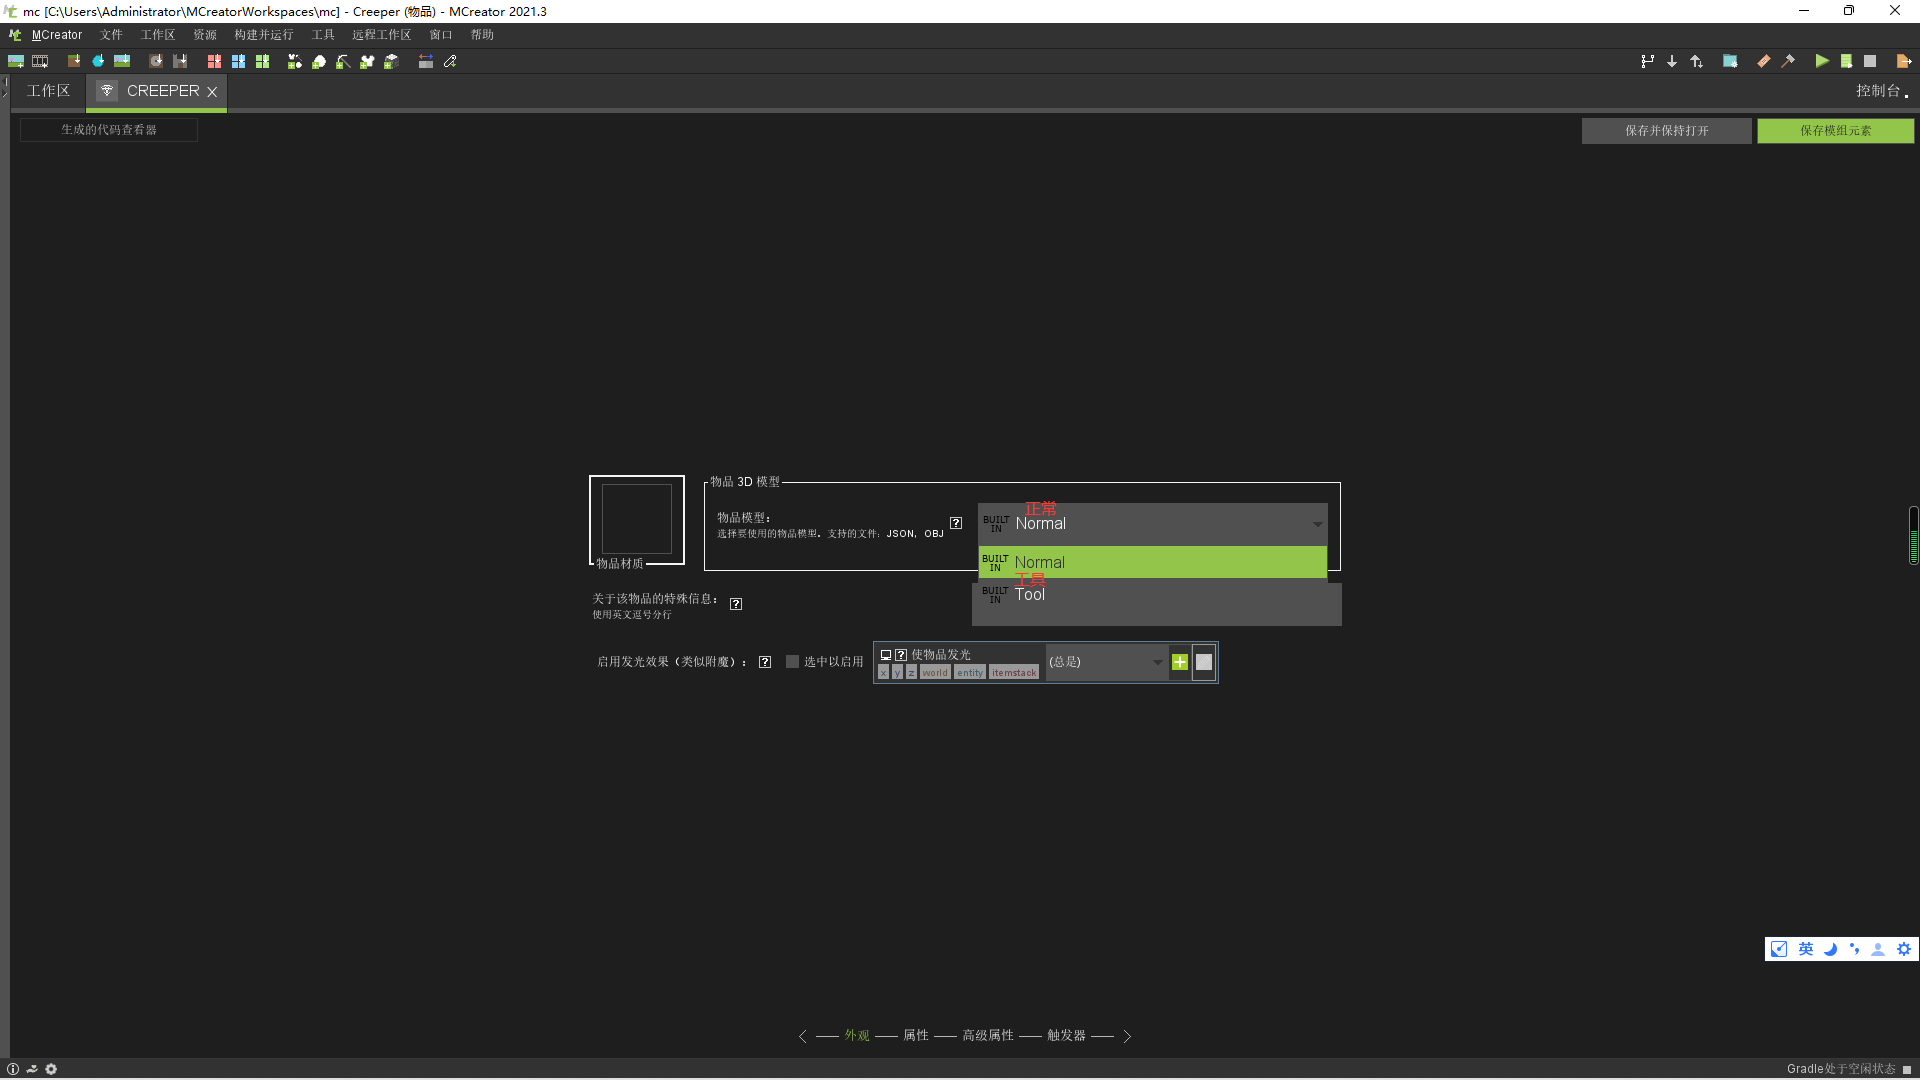 mc [C:\Users\Administrator\MCreatorWorkspaces\mc] - Creeper (物品) - MCreator 2021.3
MCreator 文件 工作区 资源 构建并运行 工具 远程工作区 窗口 帮助
工作区 CREEPER 控制台
生成的代码查看器 保存并保持打开 保存模组元素
物品材质
物品 3D 模型
物品模型：
选择要使用的物品模型。支持的文件：JSON, OBJ
?
正常
BUILT IN Normal
BUILT IN Normal
工具
BUILT IN Tool
关于该物品的特殊信息： ?
使用英文逗号分行
启用发光效果（类似附魔）： ? 选中以启用
? 使物品发光 (总是)
x y z world entity itemstack
英
外观 属性 高级属性 触发器
Gradle处于空闲状态